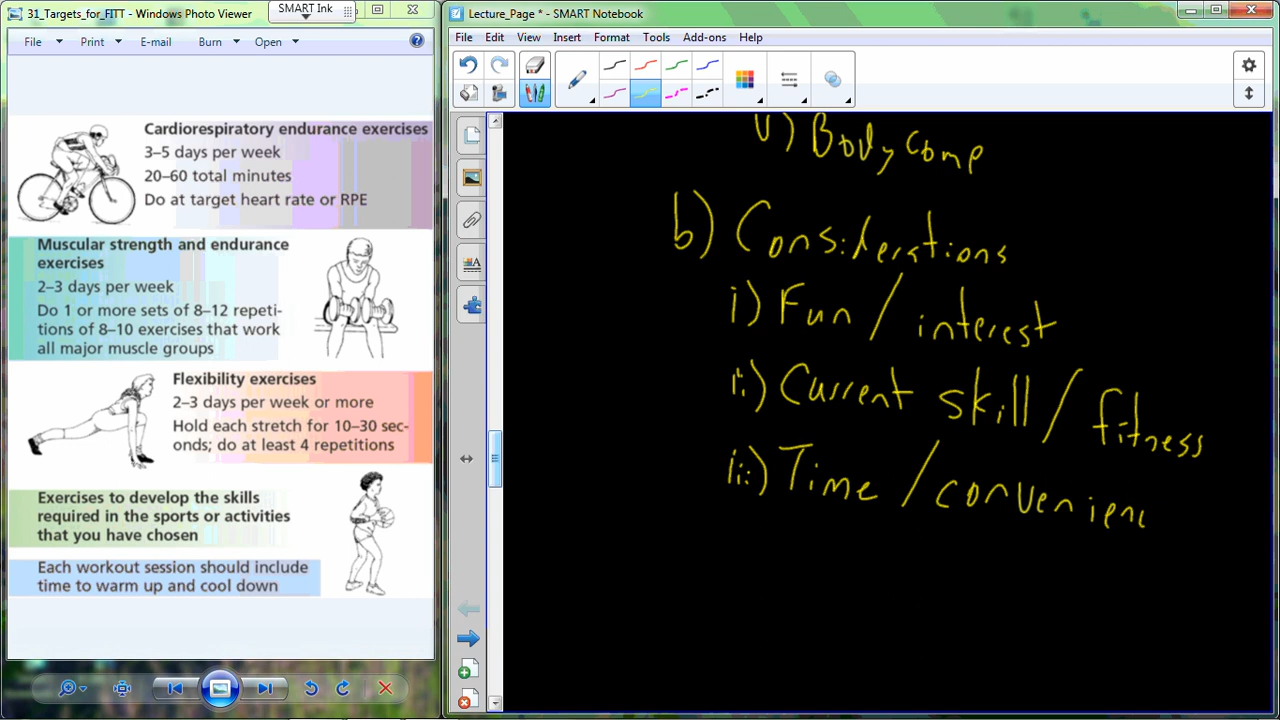 31_Targets_for_FITT - Windows Photo Viewer
SMART Ink
File Print E-mail Burn Open
Cardiorespiratory endurance exercises
3–5 days per week
20–60 total minutes
Do at target heart rate or RPE
Muscular strength and endurance
exercises
2–3 days per week
Do 1 or more sets of 8–12 repeti-
tions of 8–10 exercises that work
all major muscle groups
Flexibility exercises
2–3 days per week or more
Hold each stretch for 10–30 sec-
onds; do at least 4 repetitions
Exercises to develop the skills
required in the sports or activities
that you have chosen
Each workout session should include
time to warm up and cool down
Lecture_Page * - SMART Notebook
File Edit View Insert Format Tools Add-ons Help
v) Body comp
b) Considerations
i) Fun / interest
ii) Current skill / fitness
iii) Time / convenienc